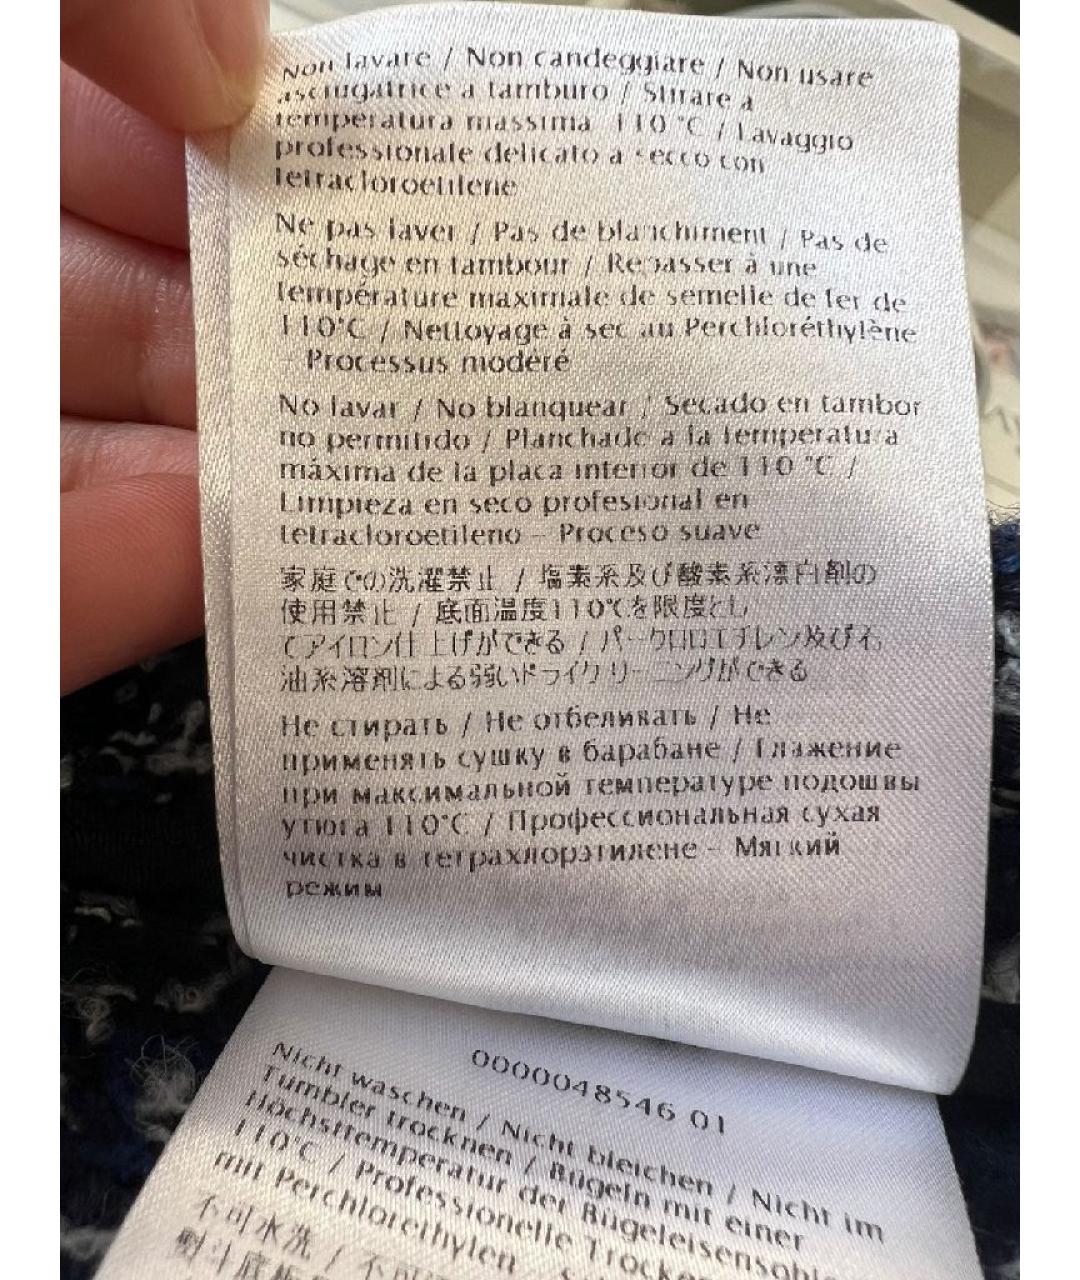 Non lavare / Non candeggiare / Non usare
asciugatrice a tamburo / Stirare a
temperatura massima 110 °C / Lavaggio
professionale delicato a secco con
tetracloroetilene
Ne pas laver / Pas de blanchiment / Pas de
séchage en tambour / Repasser à une
température maximale de semelle de fer de
110°C / Nettoyage à sec au Perchloréthylène
– Processus modéré
No lavar / No blanquear / Secado en tambor
no permitido / Planchado a la temperatura
máxima de la placa interior de 110 °C /
Limpieza en seco profesional en
tetracloroetileno – Proceso suave
家庭での洗濯禁止 / 塩素系及び酸素系漂白剤の
使用禁止 / 底面温度110℃を限度とし
てアイロン仕上げができる / パークロロエチレン及び石
油系溶剤による弱いドライクリーニングができる
Не стирать / Не отбеливать / Не
применять сушку в барабане / Глажение
при максимальной температуре подошвы
утюга 110°C / Профессиональная сухая
чистка в тетрахлорэтилене – Мягкий
режим
0000048546 01
Nicht waschen / Nicht bleichen / Nicht im
Tumbler trocknen / Bügeln mit einer
Höchsttemperatur der Bügeleisensohle
110°C / Professionelle
mit Perchlorethylen
不可水洗 / 不可
熨斗底板